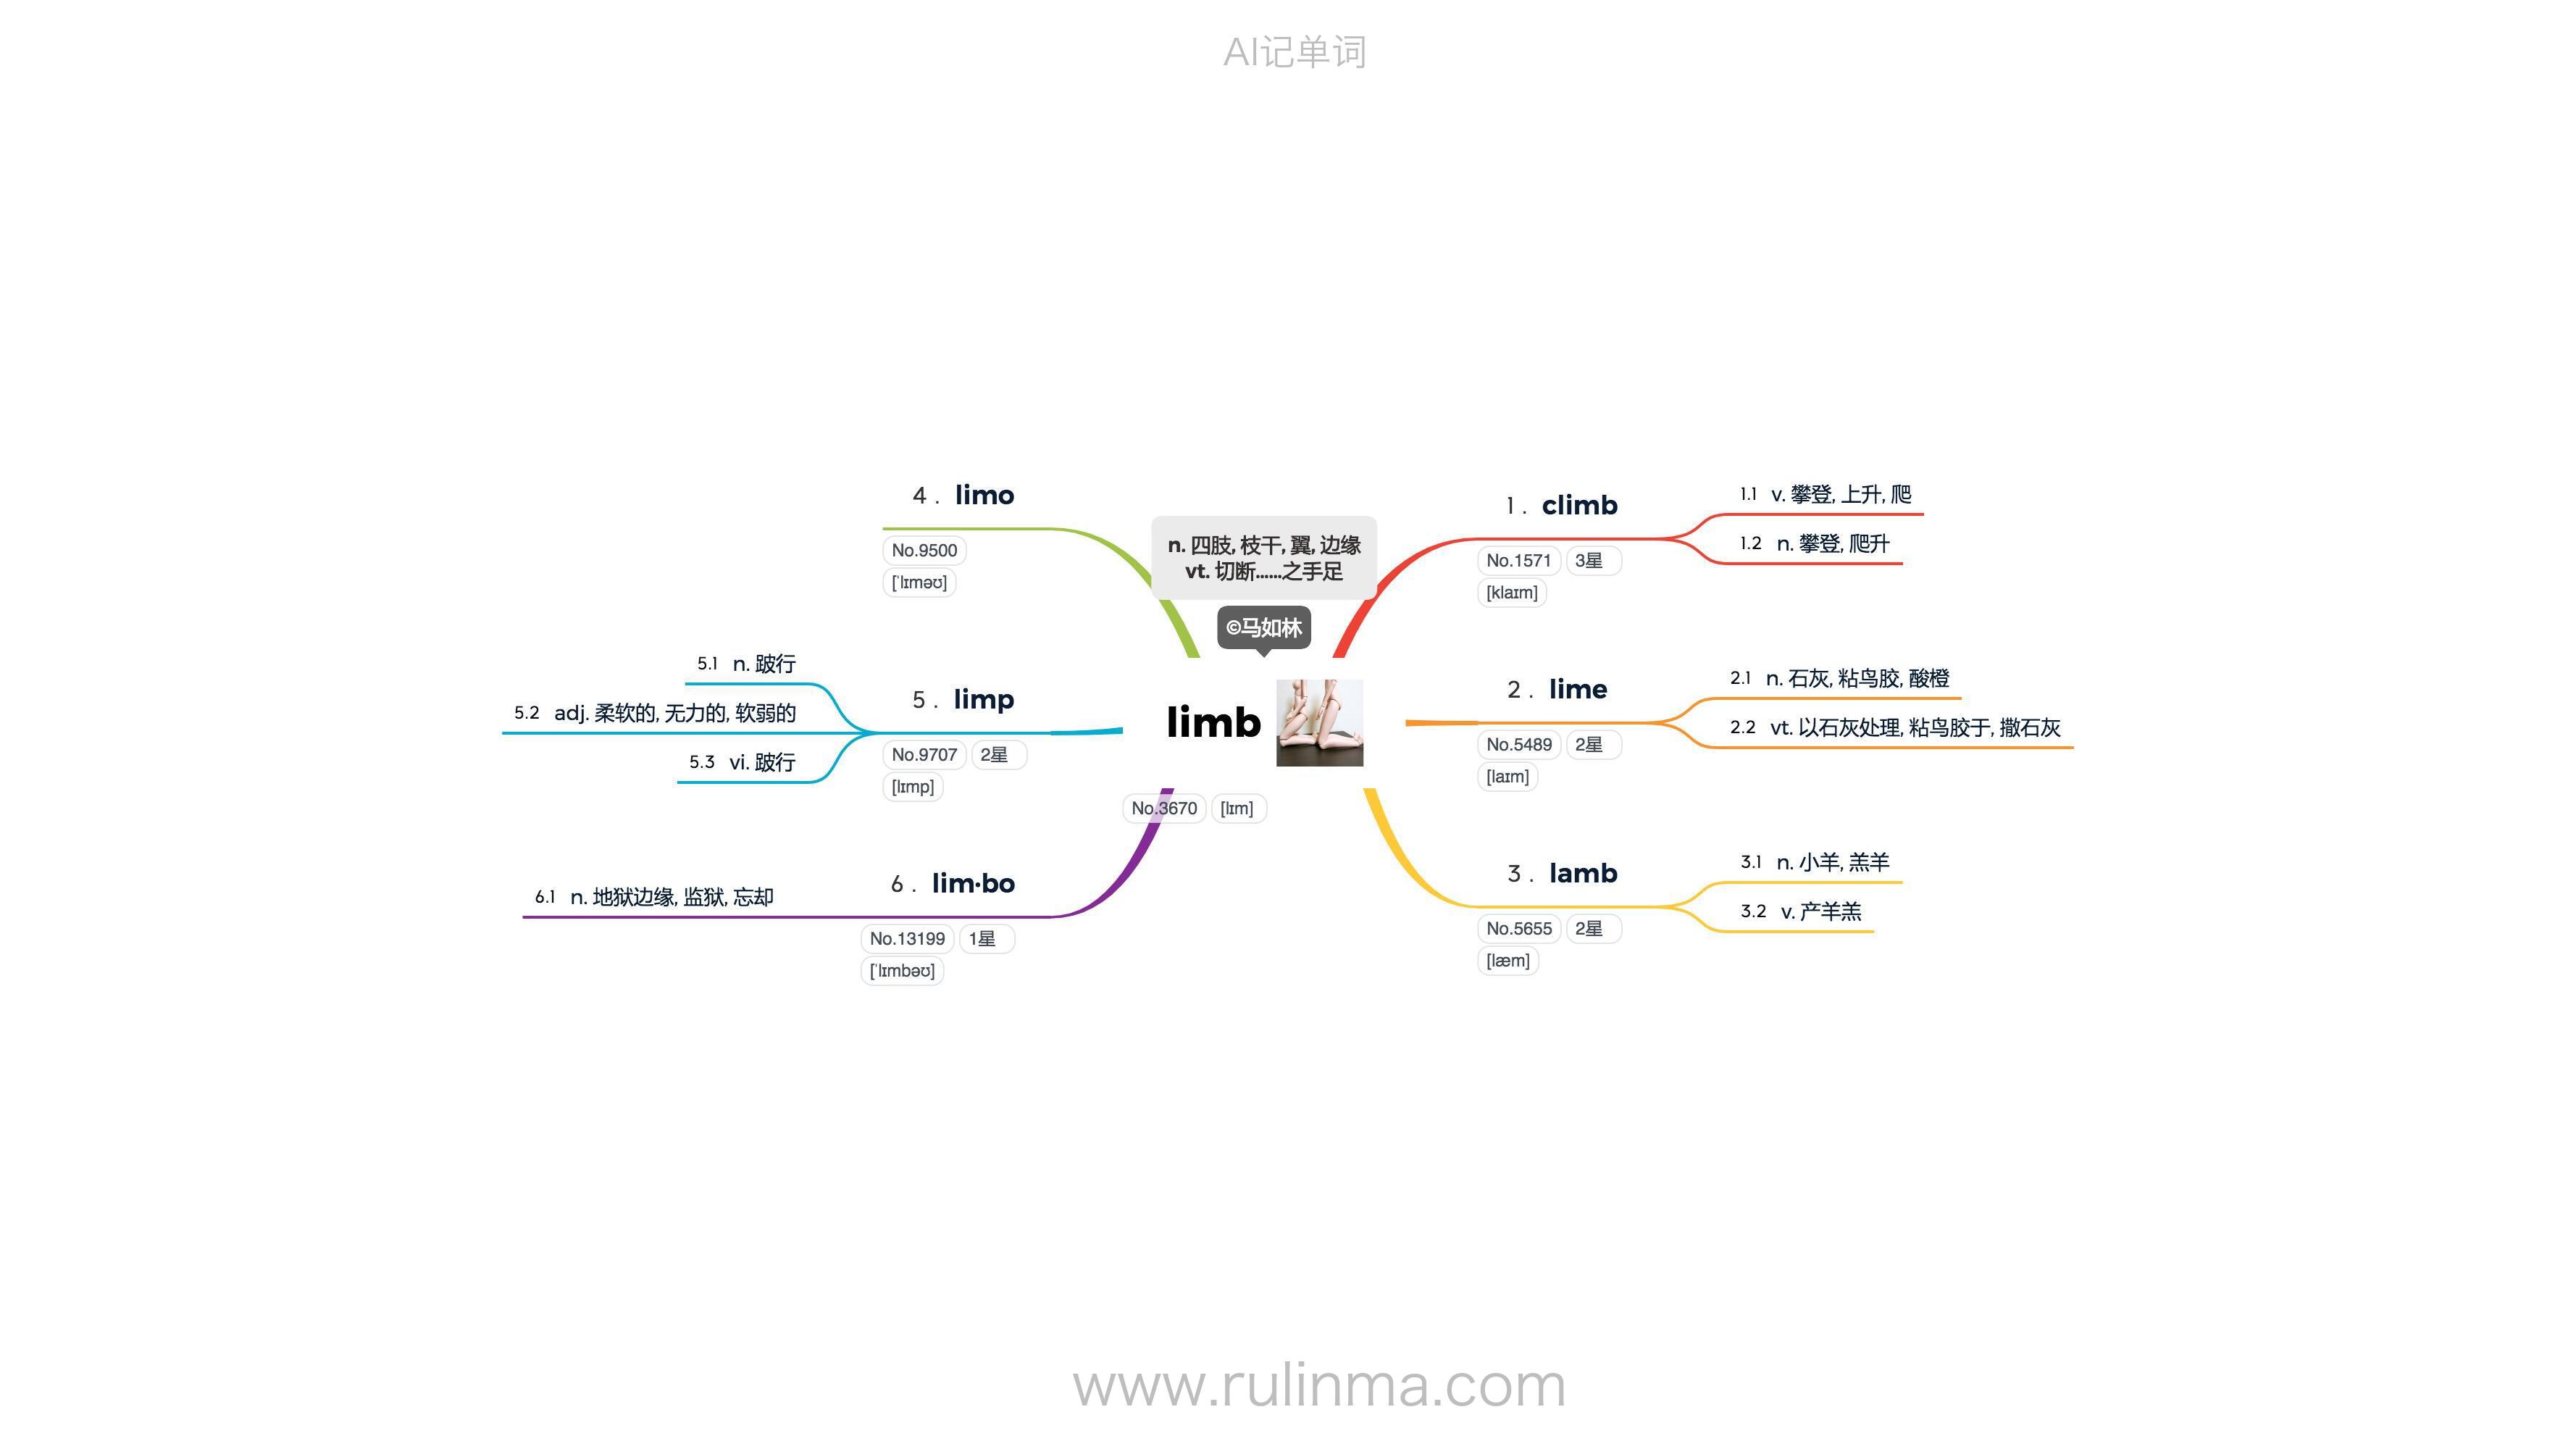 AI记单词
n. 四肢, 枝干, 翼, 边缘
vt. 切断......之手足
©马如林
limb
No.3670 [lɪm]
1 . climb
No.1571 3星
[klaɪm]
1.1 v. 攀登, 上升, 爬
1.2 n. 攀登, 爬升
2 . lime
No.5489 2星
[laɪm]
2.1 n. 石灰, 粘鸟胶, 酸橙
2.2 vt. 以石灰处理, 粘鸟胶于, 撒石灰
3 . lamb
No.5655 2星
[læm]
3.1 n. 小羊, 羔羊
3.2 v. 产羊羔
4 . limo
No.9500
[ˈlɪməʊ]
5 . limp
No.9707 2星
[lɪmp]
5.1 n. 跛行
5.2 adj. 柔软的, 无力的, 软弱的
5.3 vi. 跛行
6 . lim·bo
No.13199 1星
[ˈlɪmbəʊ]
6.1 n. 地狱边缘, 监狱, 忘却
www.rulinma.com